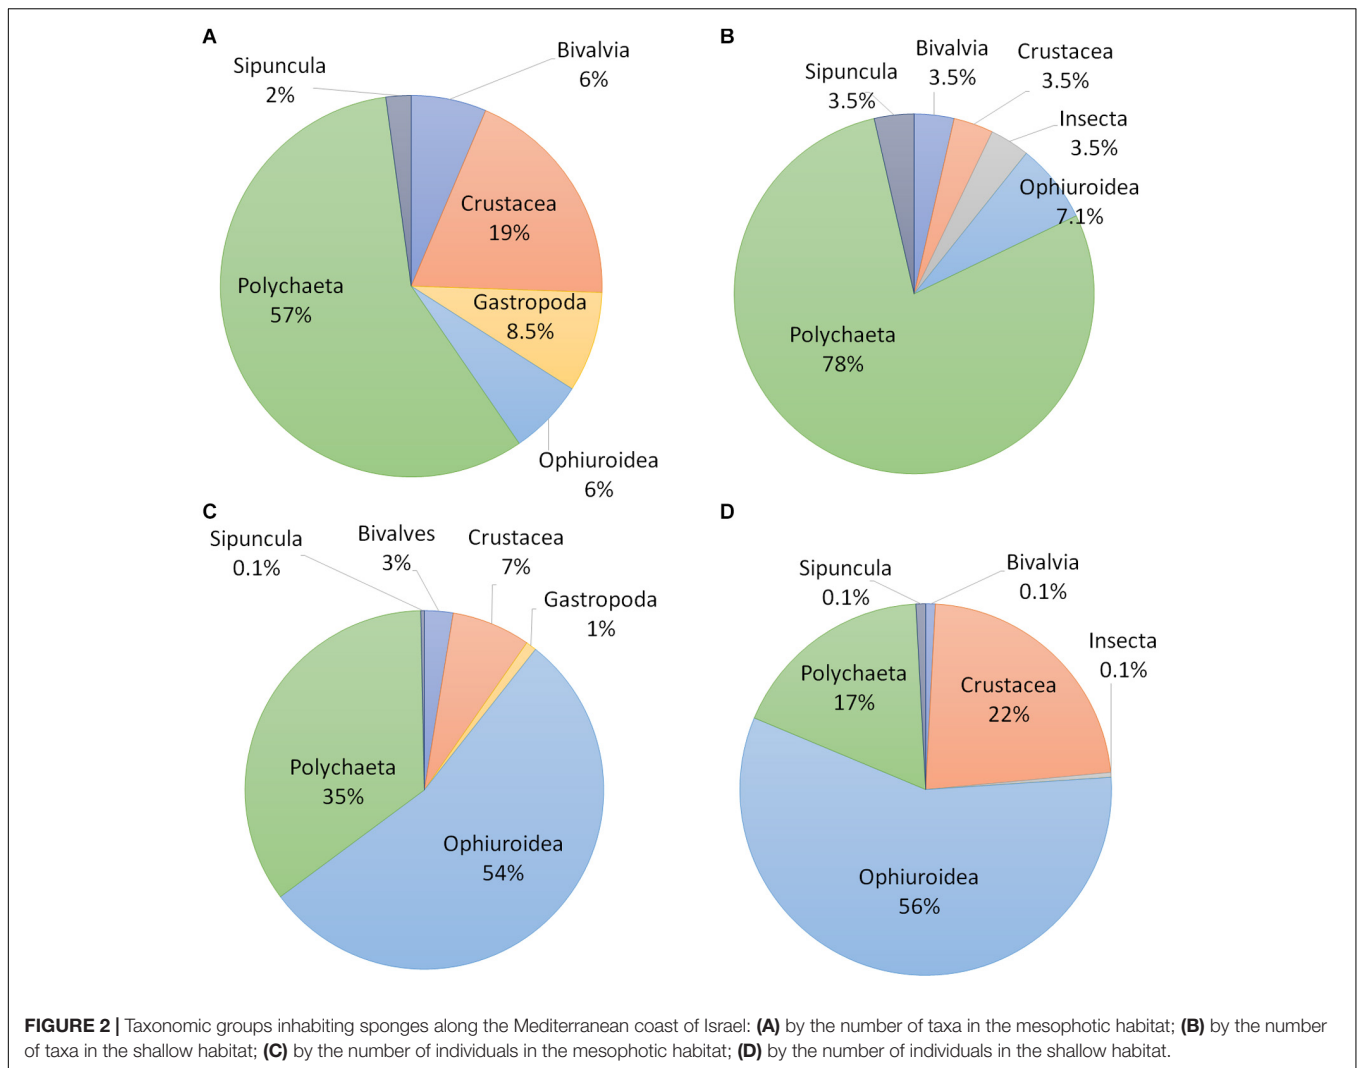 A
Sipuncula
2%
Bivalvia
6%
Crustacea
19%
Gastropoda
8.5%
Polychaeta
57%
Ophiuroidea
6%
B
Sipuncula
3.5%
Bivalvia
3.5%
Crustacea
3.5%
Insecta
3.5%
Ophiuroidea
7.1%
Polychaeta
78%
C
Sipuncula
0.1%
Bivalves
3%
Crustacea
7%
Gastropoda
1%
Polychaeta
35%
Ophiuroidea
54%
D
Sipuncula
0.1%
Bivalvia
0.1%
Insecta
0.1%
Polychaeta
17%
Crustacea
22%
Ophiuroidea
56%
FIGURE 2 | Taxonomic groups inhabiting sponges along the Mediterranean coast of Israel: (A) by the number of taxa in the mesophotic habitat; (B) by the number
of taxa in the shallow habitat; (C) by the number of individuals in the mesophotic habitat; (D) by the number of individuals in the shallow habitat.